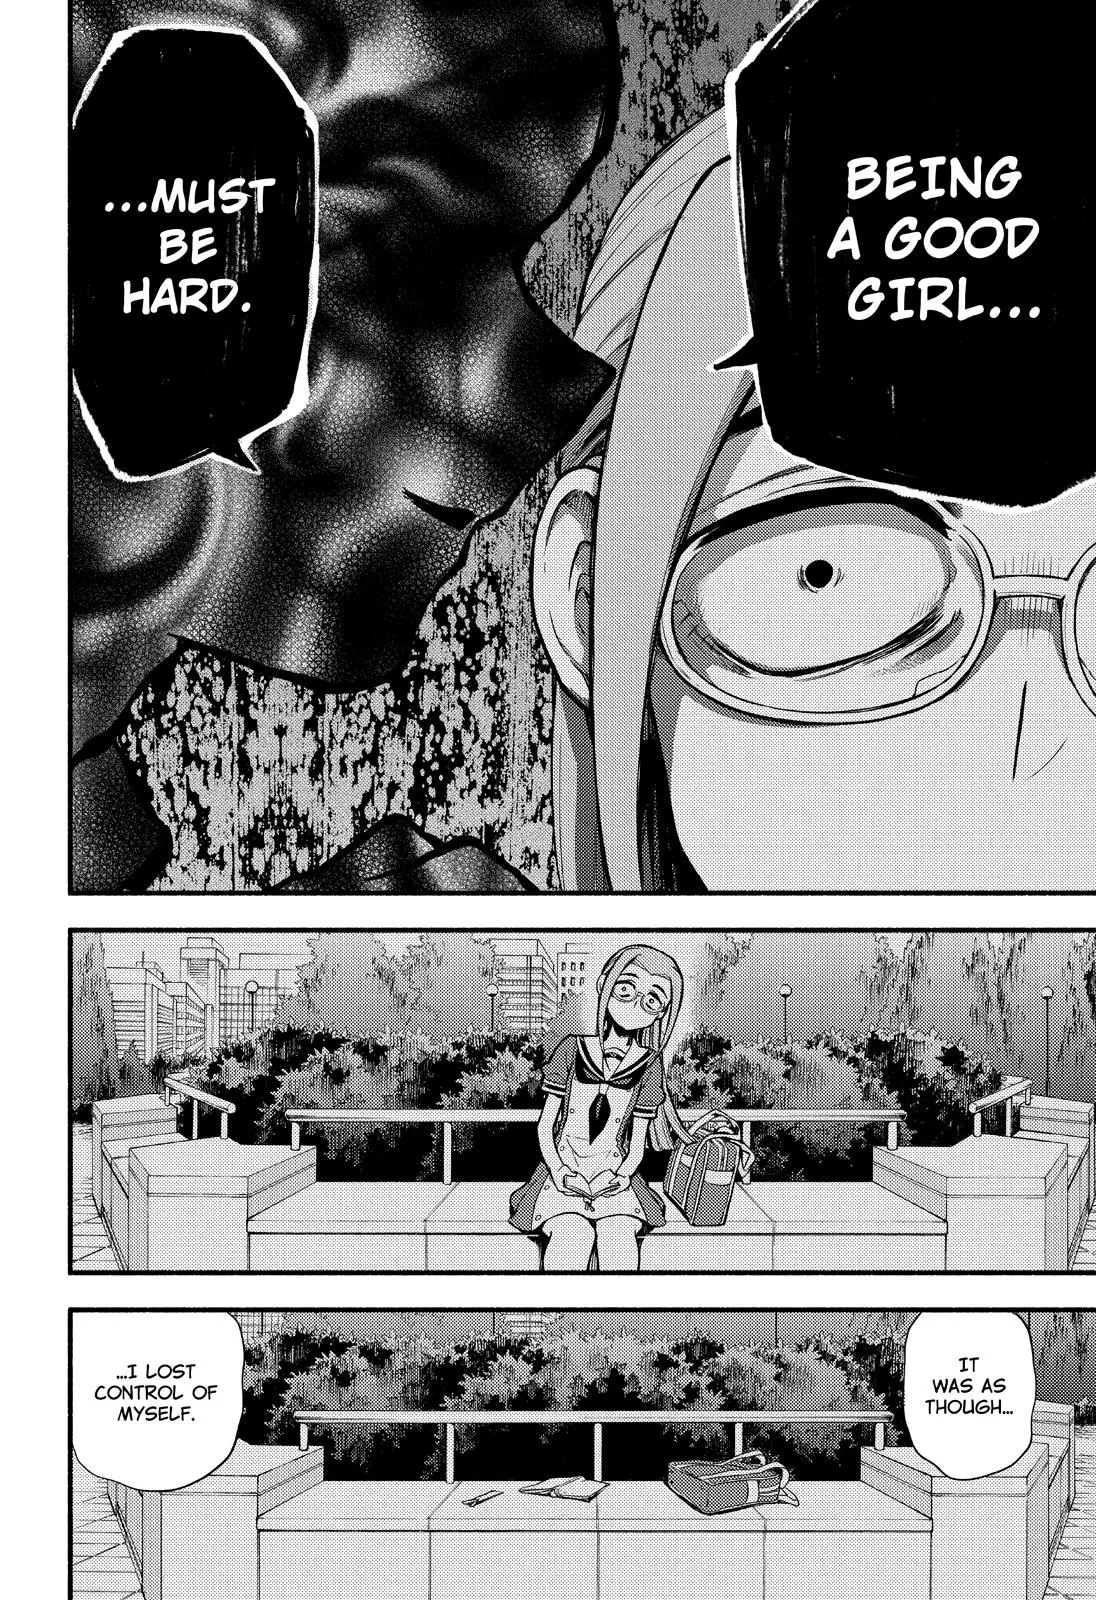 BEING
A GOOD
GIRL...
...MUST
BE
HARD.
IT
WAS AS
THOUGH...
...I LOST
CONTROL OF
MYSELF.